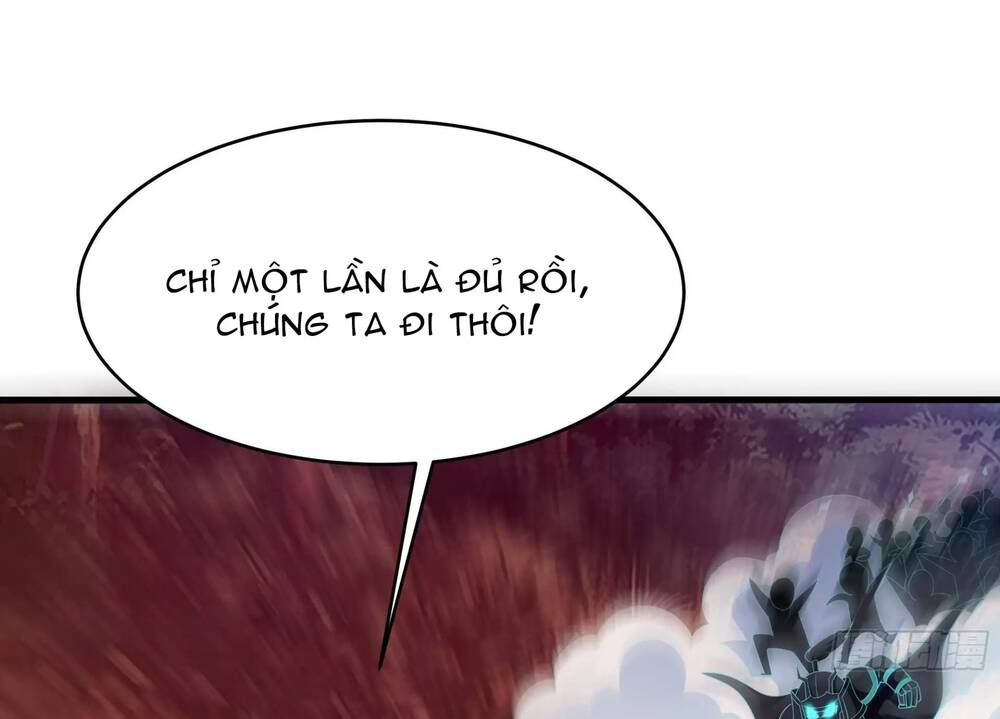 CHỈ MỘT LẦN LÀ ĐỦ RỒI,
CHÚNG TA ĐI THÔI!